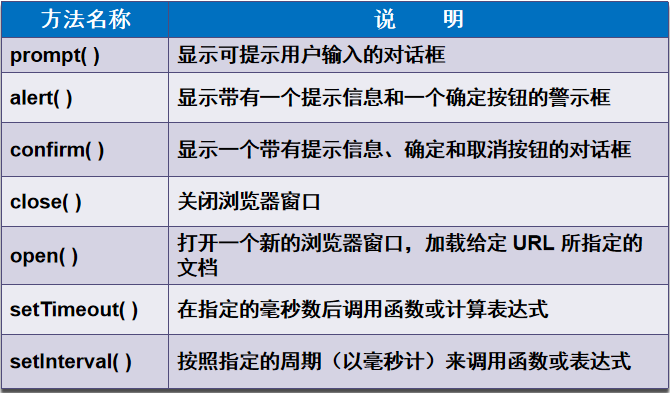 方法名称 说 明
prompt( ) 显示可提示用户输入的对话框
alert( ) 显示带有一个提示信息和一个确定按钮的警示框
confirm( ) 显示一个带有提示信息、确定和取消按钮的对话框
close( ) 关闭浏览器窗口
open( ) 打开一个新的浏览器窗口，加载给定 URL 所指定的
文档
setTimeout( ) 在指定的毫秒数后调用函数或计算表达式
setInterval( ) 按照指定的周期（以毫秒计）来调用函数或表达式